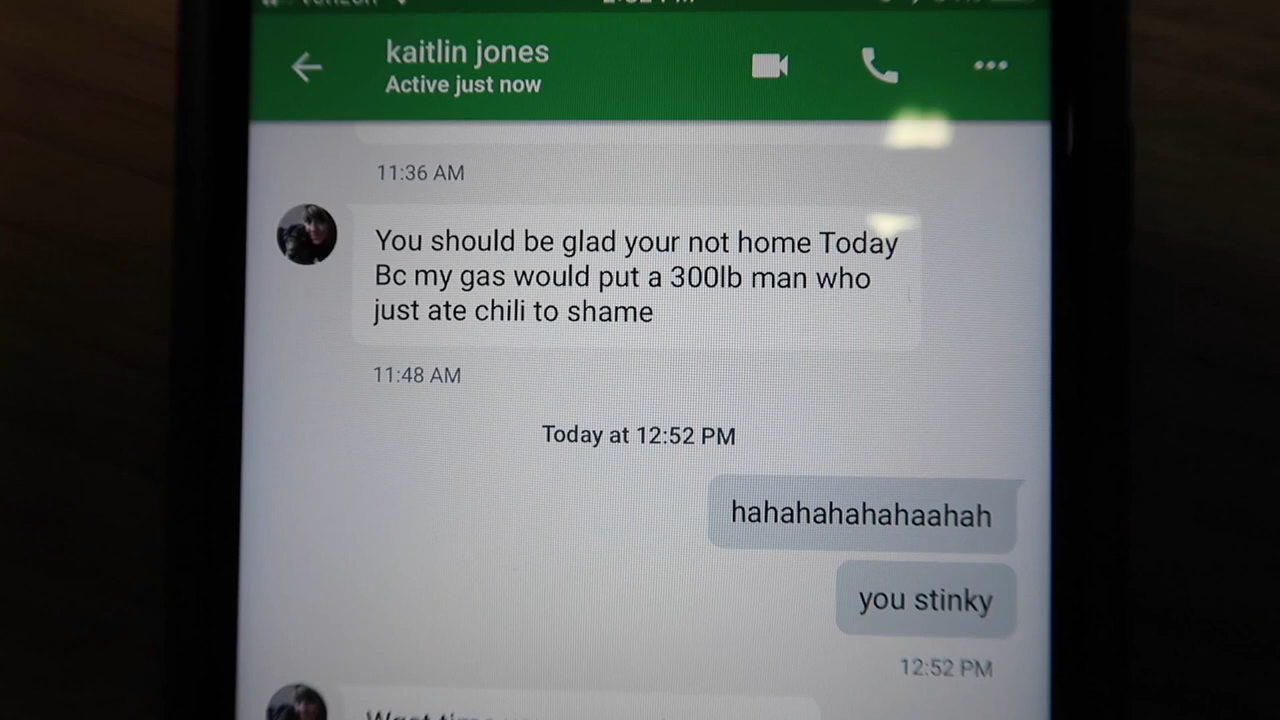 kaitlin jones
Active just now
11:36 AM
You should be glad your not home Today
Bc my gas would put a 300lb man who
just ate chili to shame
11:48 AM
Today at 12:52 PM
hahahahahahaahah
you stinky
12:52 PM